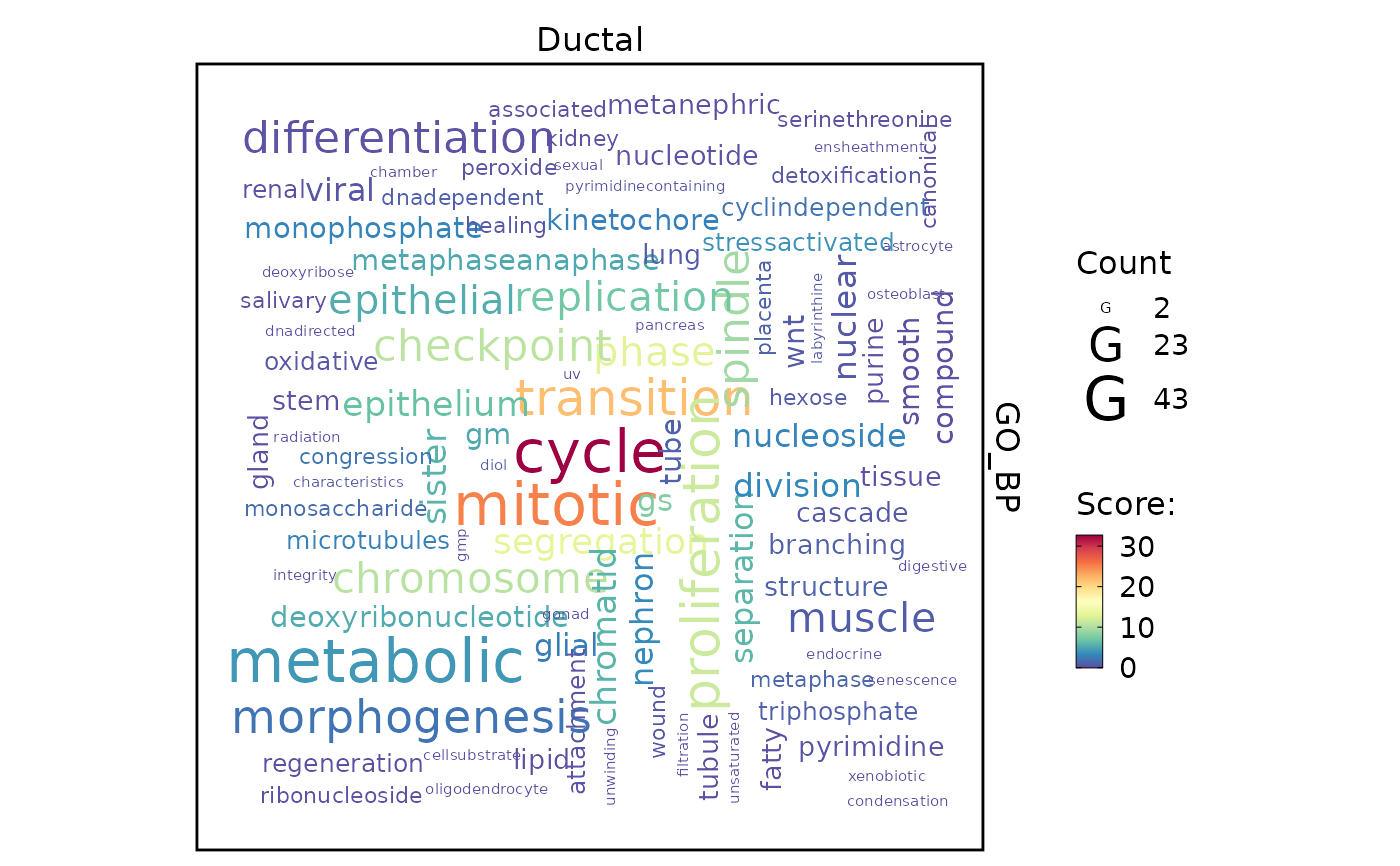 Ductal
associated
metanephric
serinethreonine
differentiation
kidney
canonical
ensheathment
nucleotide
peroxide
sexual
chamber
detoxification
pyrimidinecontaining
renal
viral
dnadependent
cyclindependent
monophosphate
healing
kinetochore
stressactivated
astrocyte
metaphaseanaphase
lung
deoxyribose
spindle
placenta
labyrinthine
nuclear
osteoblast
salivary
epithelial
replication
wnt
purine
smooth
compound
dnadirected
pancreas
checkpoint
phase
oxidative
uv
stem
epithelium
transition
hexose
GO_BP
gland
radiation
gm
tube
nucleoside
congression
sister
diol
cycle
proliferation
characteristics
division
tissue
monosaccharide
mitotic
gs
cascade
microtubules
gmp
segregation
separation
branching
integrity
chromosome
chromatid
nephron
digestive
structure
deoxyribonucleotide
gonad
muscle
metabolic
glial
endocrine
attachment
metaphase
senescence
morphogenesis
wound
triphosphate
filtration
tubule
unsaturated
fatty
pyrimidine
regeneration
cellsubstrate
lipid
unwinding
xenobiotic
ribonucleoside
oligodendrocyte
condensation
Count
G 2
G 23
G 43
Score:
30
20
10
0